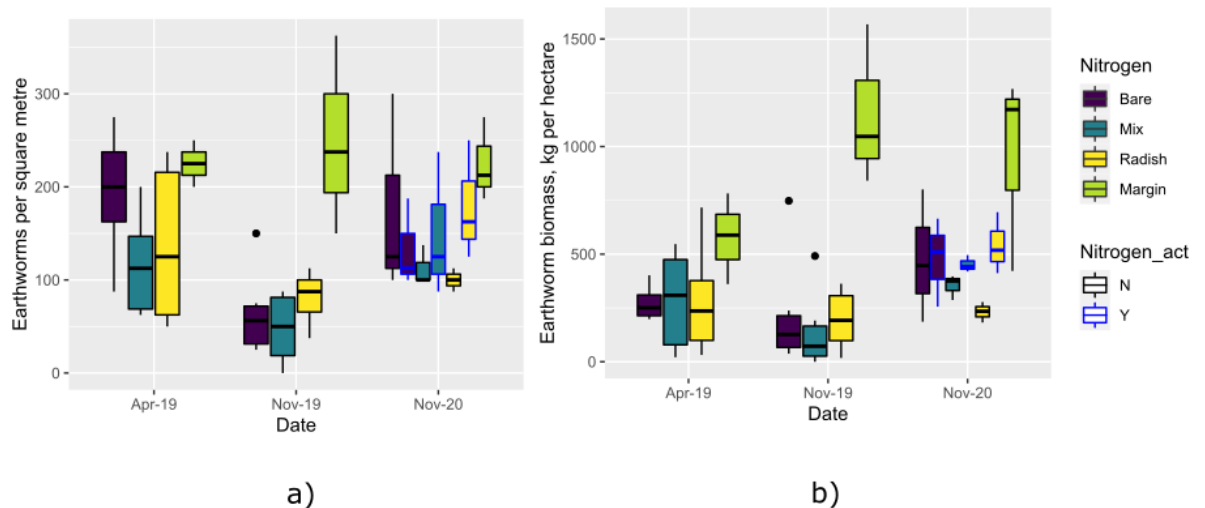 Earthworms per square metre
300
200
100
0
Apr-19
Nov-19
Nov-20
Date
a)
Earthworm biomass, kg per hectare
1500
1000
500
0
Apr-19
Nov-19
Nov-20
Date
b)
Nitrogen
Bare
Mix
Radish
Margin
Nitrogen_act
N
Y